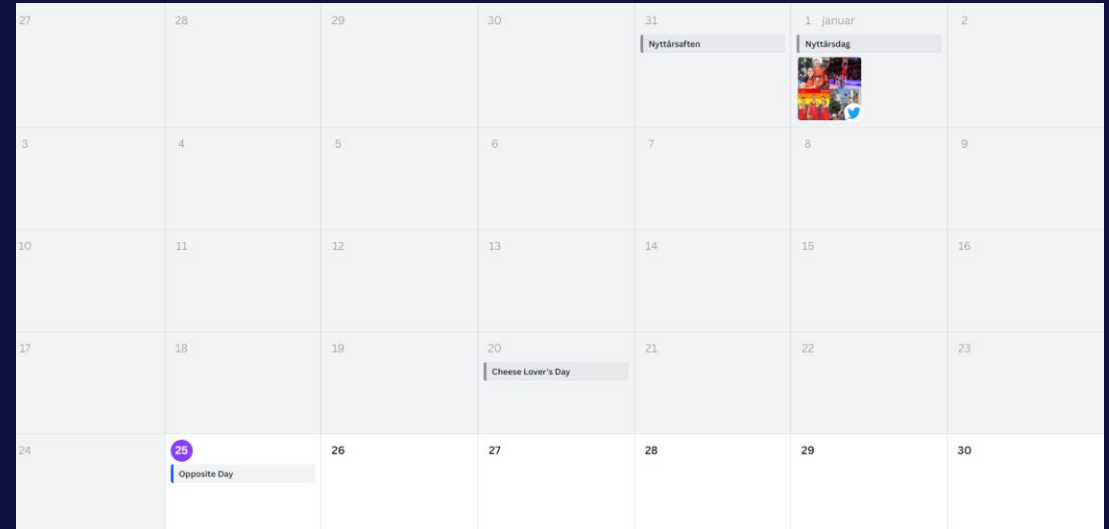 27 28 29 30 31 1 januar 2
Nyttårsaften Nyttårsdag
3 4 5 6 7 8 9
10 11 12 13 14 15 16
17 18 19 20 21 22 23
Cheese Lover's Day
24 25 26 27 28 29 30
Opposite Day